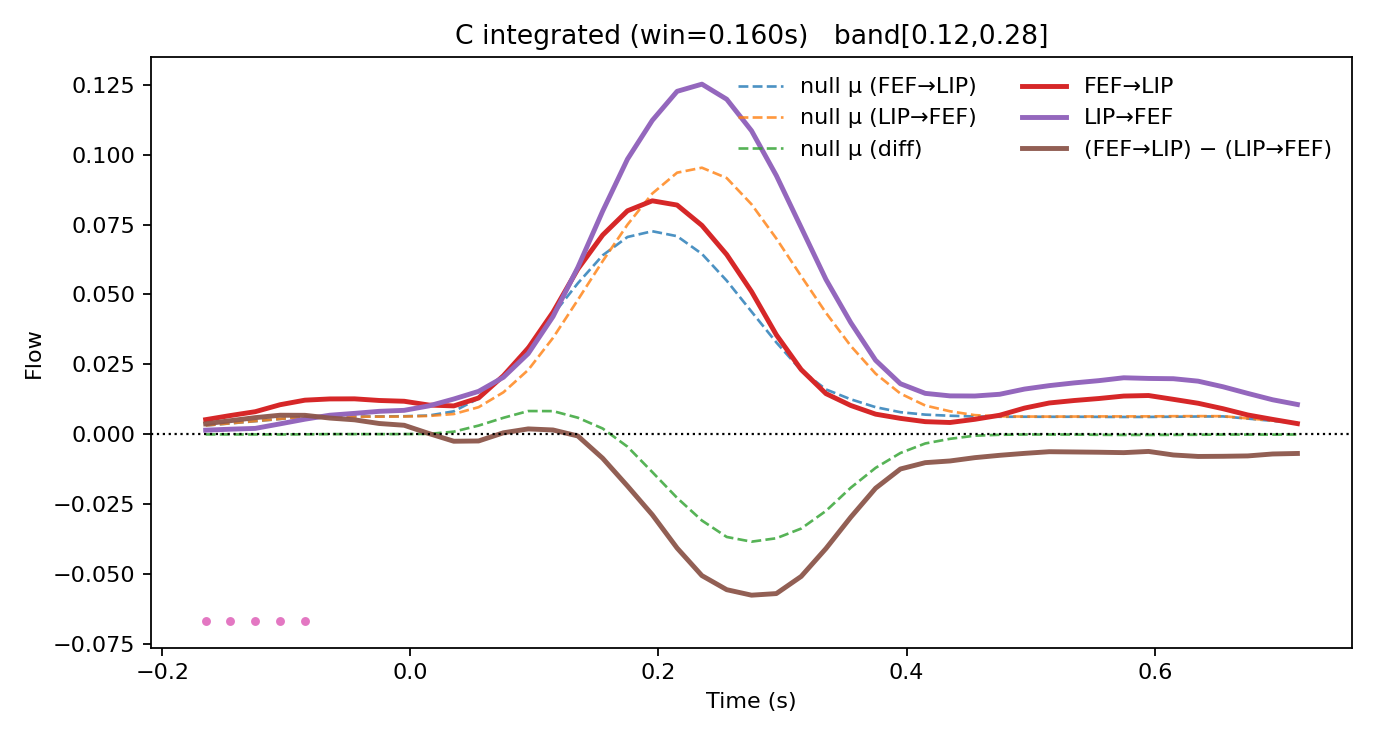 C integrated (win=0.160s)   band[0.12,0.28]
null μ (FEF→LIP)
null μ (LIP→FEF)
null μ (diff)
FEF→LIP
LIP→FEF
(FEF→LIP) − (LIP→FEF)
Flow
0.125
0.100
0.075
0.050
0.025
0.000
−0.025
−0.050
−0.075
−0.2
0.0
0.2
0.4
0.6
Time (s)